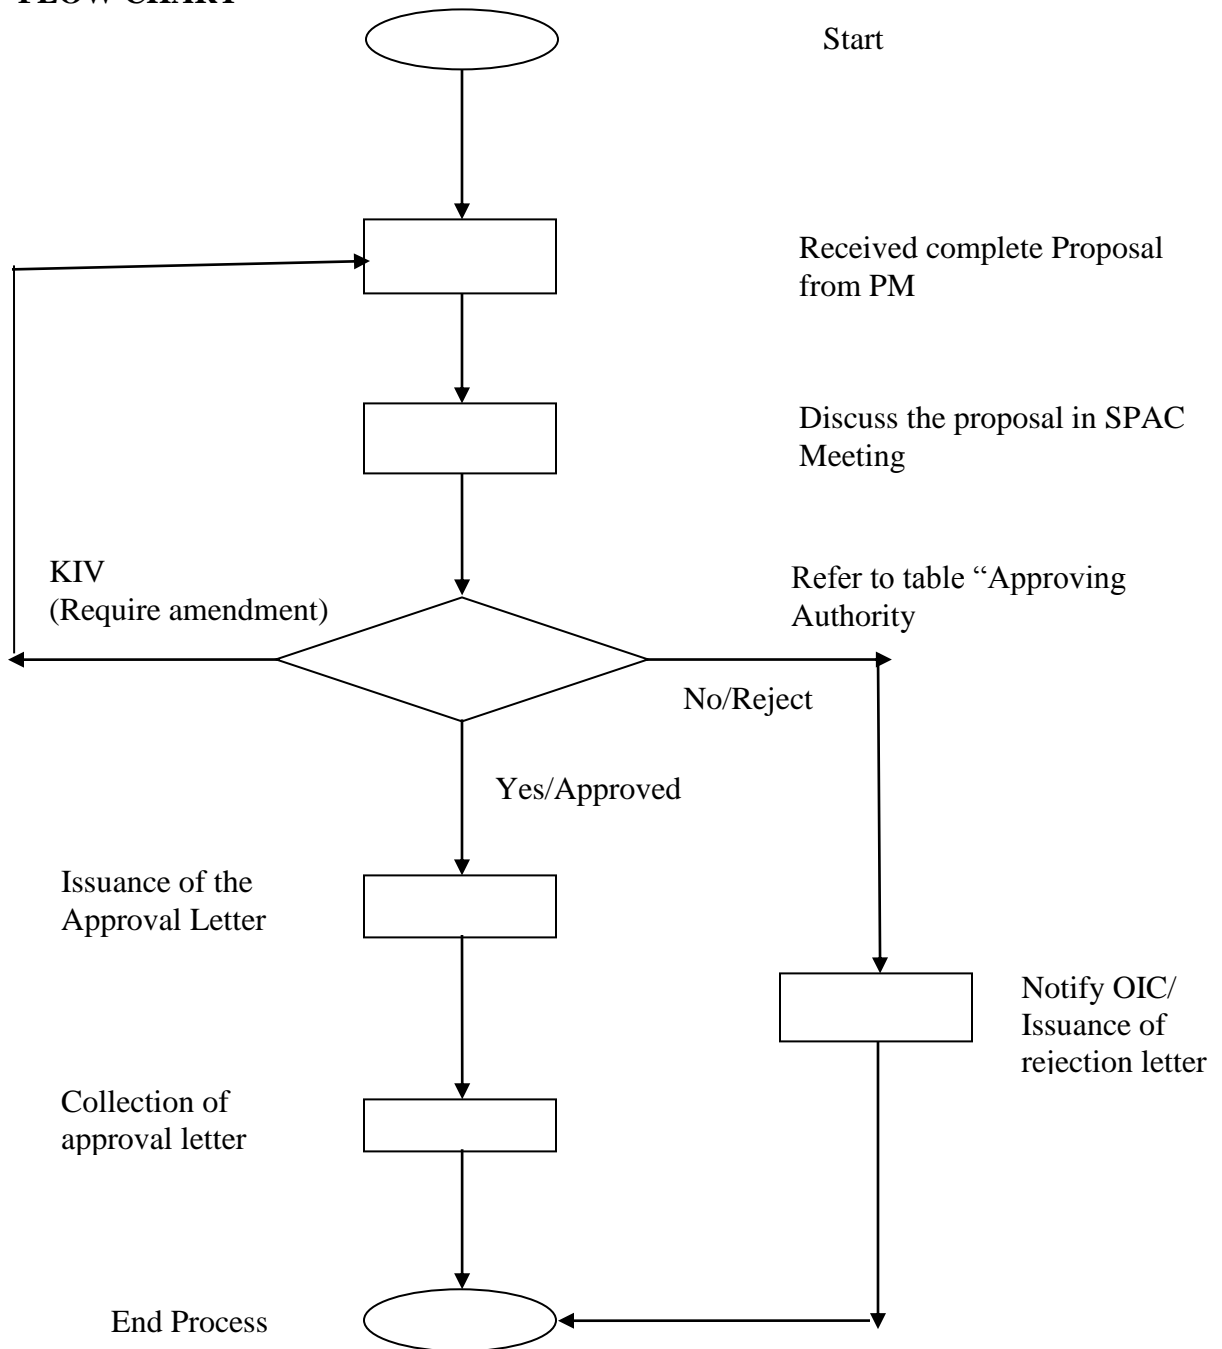 FLOW CHART
Start
Received complete Proposal
from PM
Discuss the proposal in SPAC
Meeting
KIV
(Require amendment)
Refer to table “Approving
Authority
No/Reject
Yes/Approved
Issuance of the
Approval Letter
Notify OIC/
Issuance of
rejection letter
Collection of
approval letter
End Process